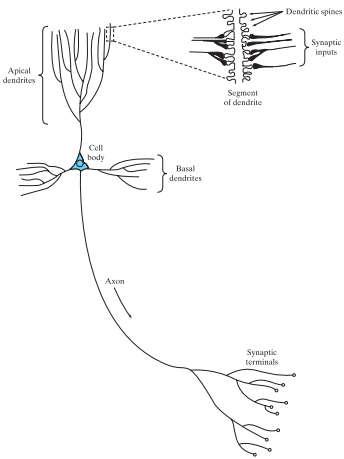 Dendritic spines
Synaptic
inputs
Segment
of dendrite
Apical
dendrites
Cell
body
Basal
dendrites
Axon
Synaptic
terminals